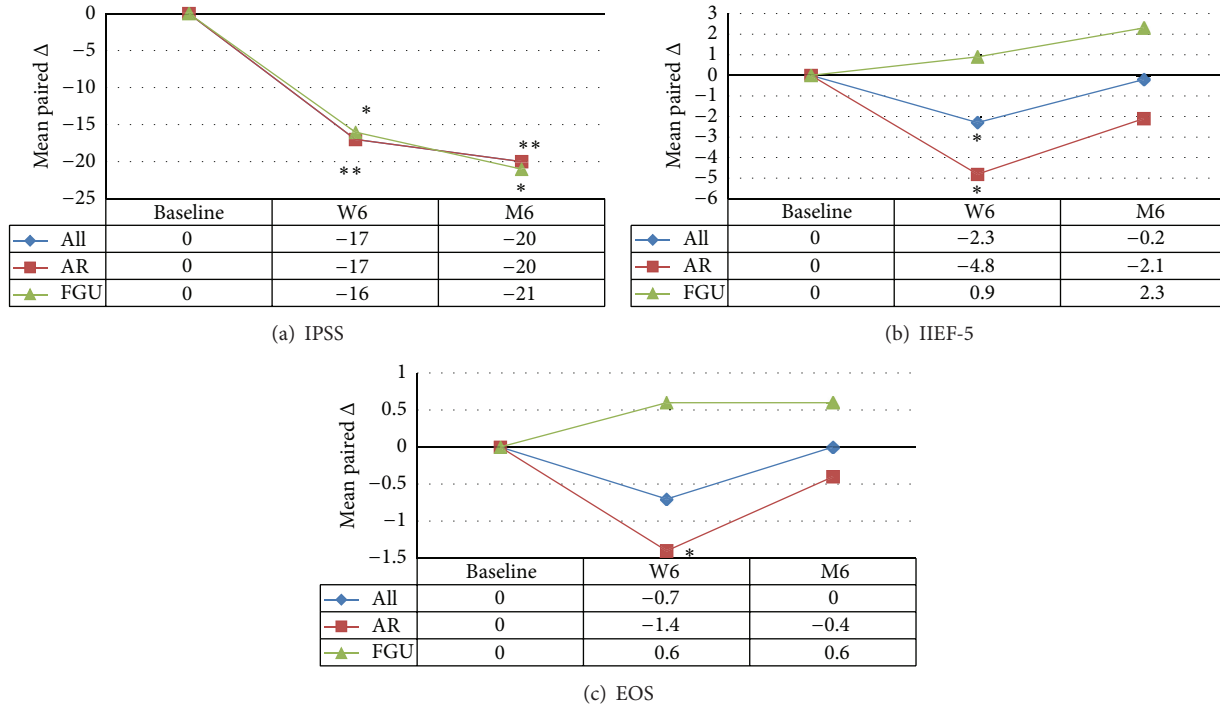 0
−5
−10
−15
−20
−25
Mean paired Δ
*
**
**
*
Baseline W6 M6
All 0 −17 −20
AR 0 −17 −20
FGU 0 −16 −21
(a) IPSS
3
2
1
0
−1
−2
−3
−4
−5
−6
Mean paired Δ
*
*
Baseline W6 M6
All 0 −2.3 −0.2
AR 0 −4.8 −2.1
FGU 0 0.9 2.3
(b) IIEF-5
1
0.5
0
−0.5
−1
−1.5
Mean paired Δ
*
Baseline W6 M6
All 0 −0.7 0
AR 0 −1.4 −0.4
FGU 0 0.6 0.6
(c) EOS